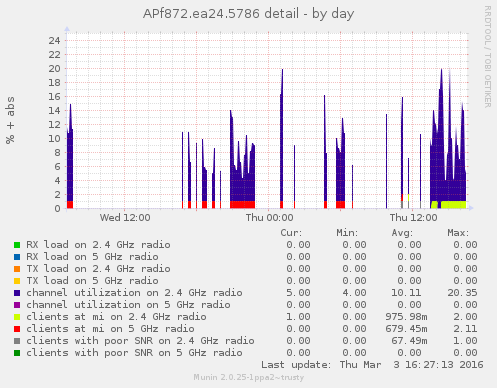 APf872.ea24.5786 detail - by day
RRDTOOL / TOBI OETIKER
% + abs
24
22
20
18
16
14
12
10
8
6
4
2
0
Wed 12:00 Thu 00:00 Thu 12:00
Cur: Min: Avg: Max:
RX load on 2.4 GHz radio 0.00 0.00 0.00 0.00
RX load on 5 GHz radio 0.00 0.00 0.00 0.00
TX load on 2.4 GHz radio 0.00 0.00 0.00 0.00
TX load on 5 GHz radio 0.00 0.00 0.00 0.00
channel utilization on 2.4 GHz radio 5.00 4.00 10.11 20.35
channel utilization on 5 GHz radio 0.00 0.00 0.00 0.00
clients at mi on 2.4 GHz radio 1.00 0.00 975.98m 2.00
clients at mi on 5 GHz radio 0.00 0.00 679.45m 2.11
clients with poor SNR on 2.4 GHz radio 0.00 0.00 67.49m 1.00
clients with poor SNR on 5 GHz radio 0.00 0.00 0.00 0.00
Last update: Thu Mar 3 16:27:13 2016
Munin 2.0.25-1ppa2~trusty